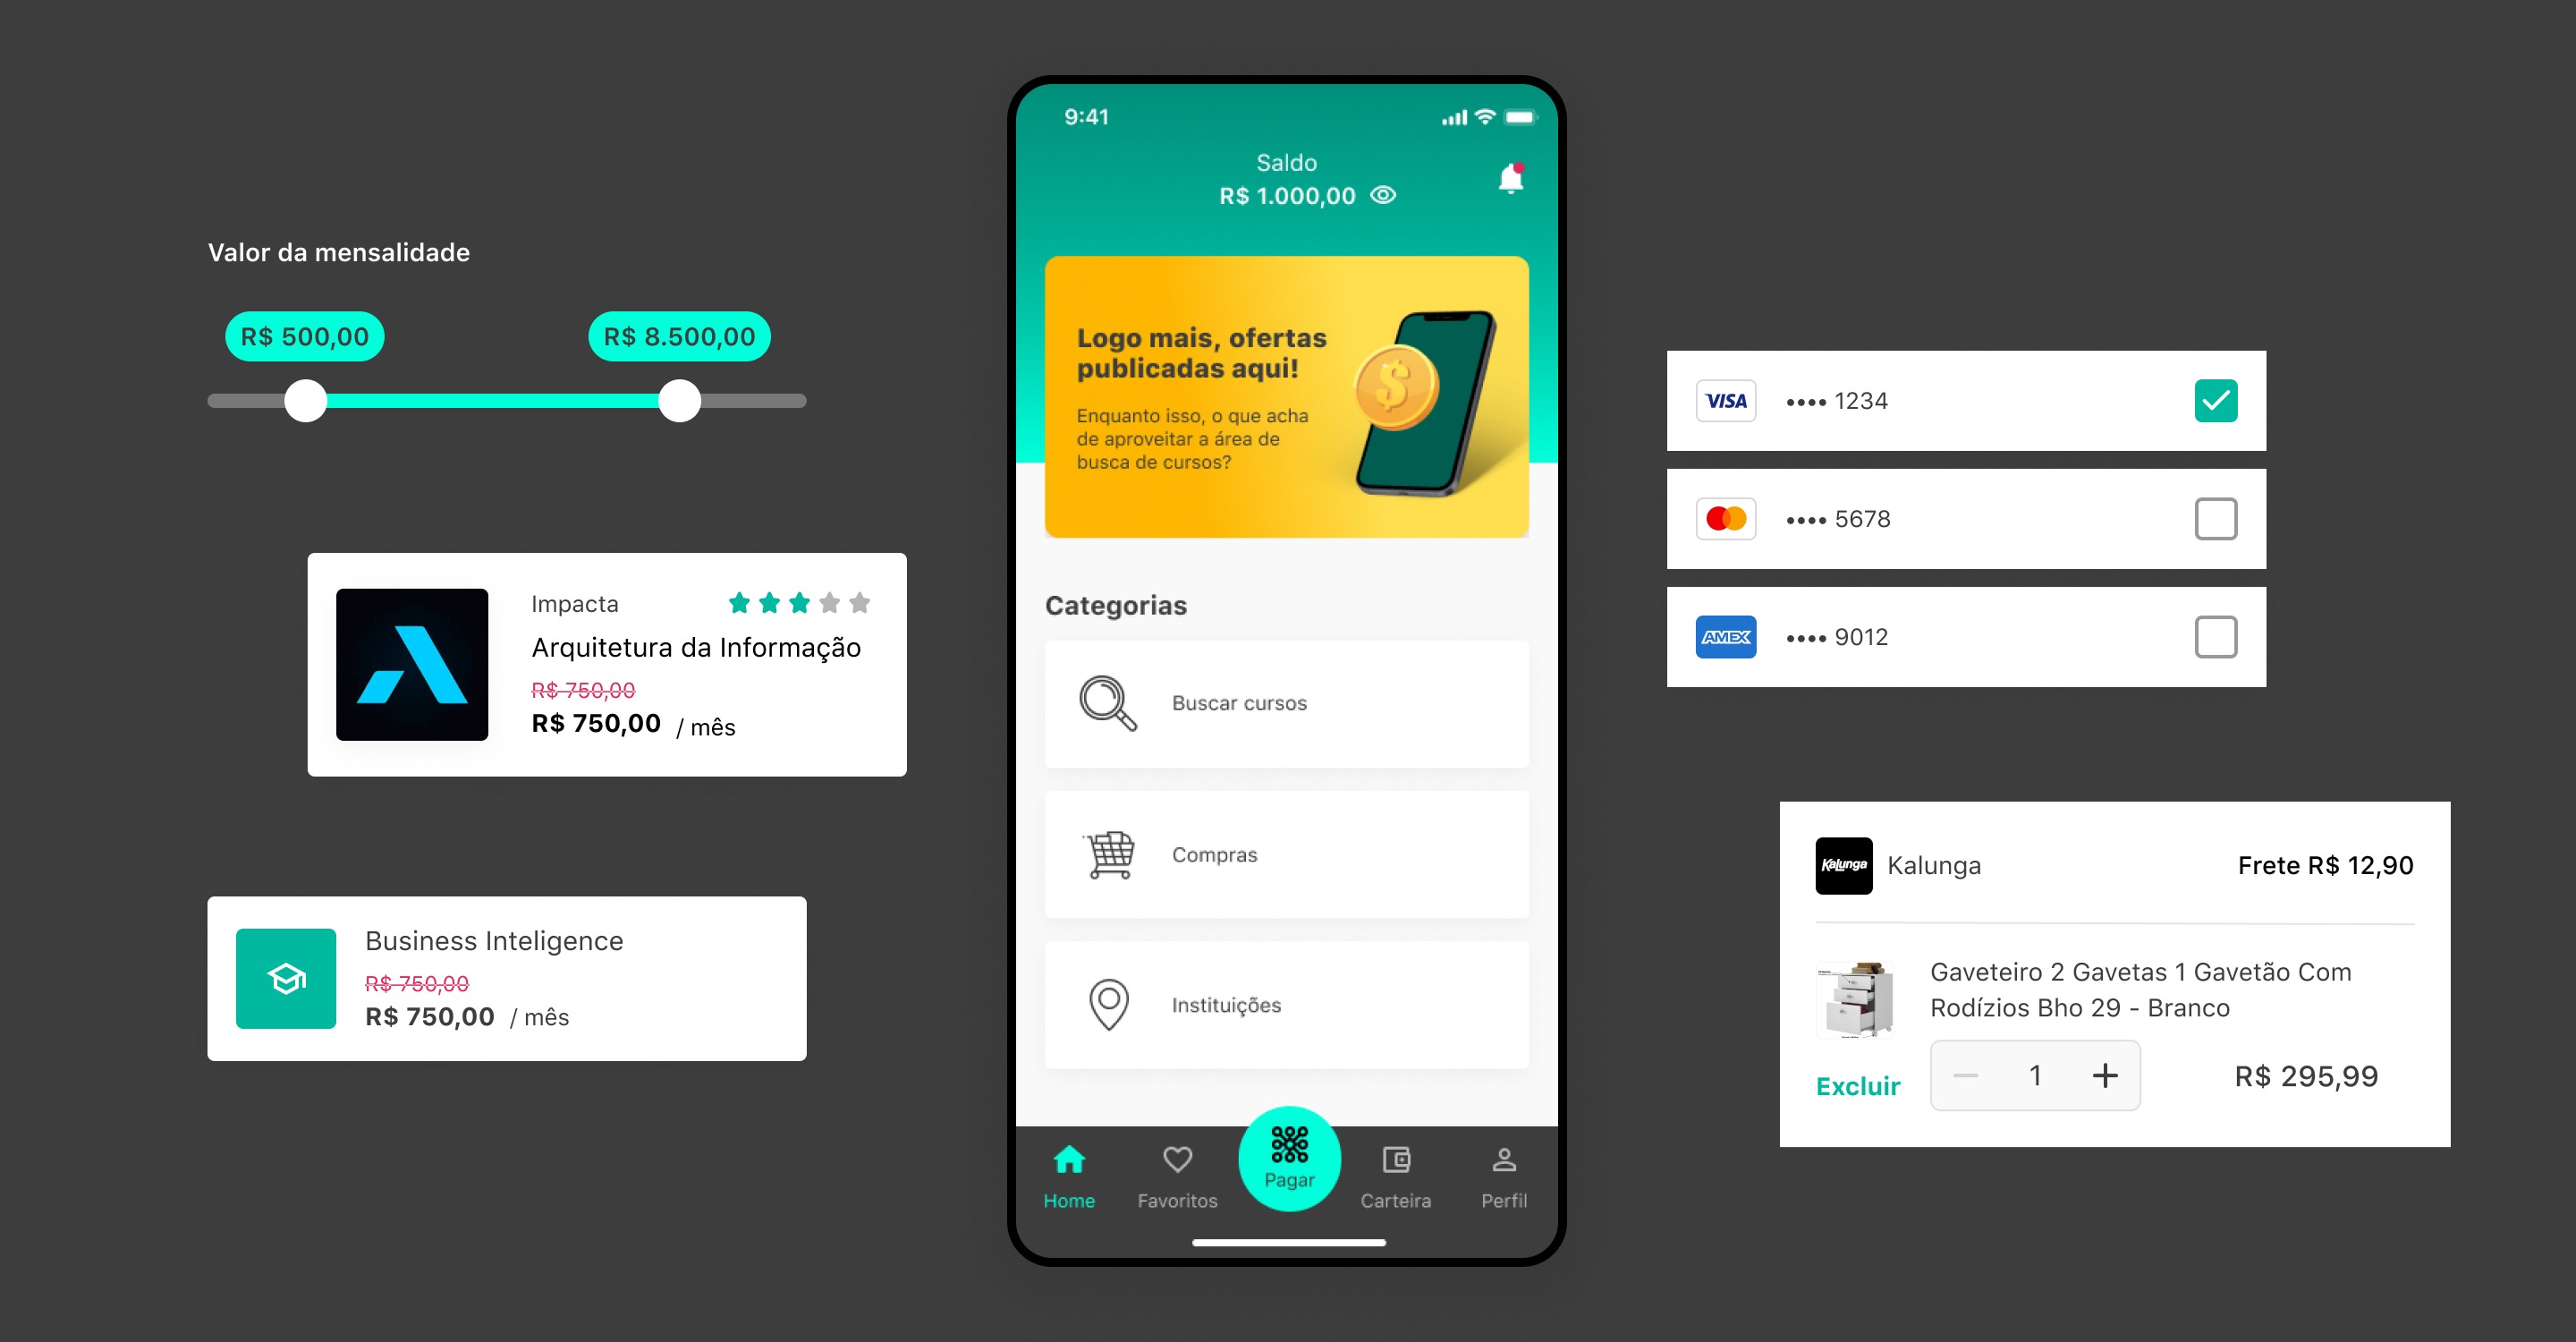 Valor da mensalidade
R$ 500,00
R$ 8.500,00
Impacta
Arquitetura da Informação
R$ 750,00
R$ 750,00 / mês
Business Inteligence
R$ 750,00
R$ 750,00 / mês
9:41
Saldo
R$ 1.000,00
Logo mais, ofertas
publicadas aqui!
Enquanto isso, o que acha
de aproveitar a área de
busca de cursos?
Categorias
Buscar cursos
Compras
Instituições
Home
Favoritos
Pagar
Carteira
Perfil
VISA •••• 1234
•••• 5678
AMEX •••• 9012
Kalunga Kalunga Frete R$ 12,90
Gaveteiro 2 Gavetas 1 Gavetão Com
Rodízios Bho 29 - Branco
Excluir
1
R$ 295,99